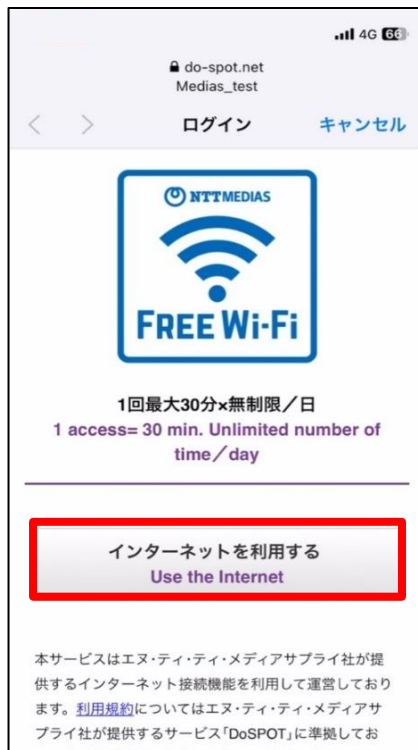 4G 66
do-spot.net
Medias_test
ログイン
キャンセル
NTT MEDIAS
FREE Wi-Fi
1回最大30分×無制限／日
1 access= 30 min. Unlimited number of
time／day
インターネットを利用する
Use the Internet
本サービスはエヌ･ティ･ティ･メディアサプライ社が提
供するインターネット接続機能を利用して運営しており
ます。利用規約についてはエヌ･ティ･ティ･メディアサ
プライ社が提供するサービス｢DoSPOT｣に準拠してお